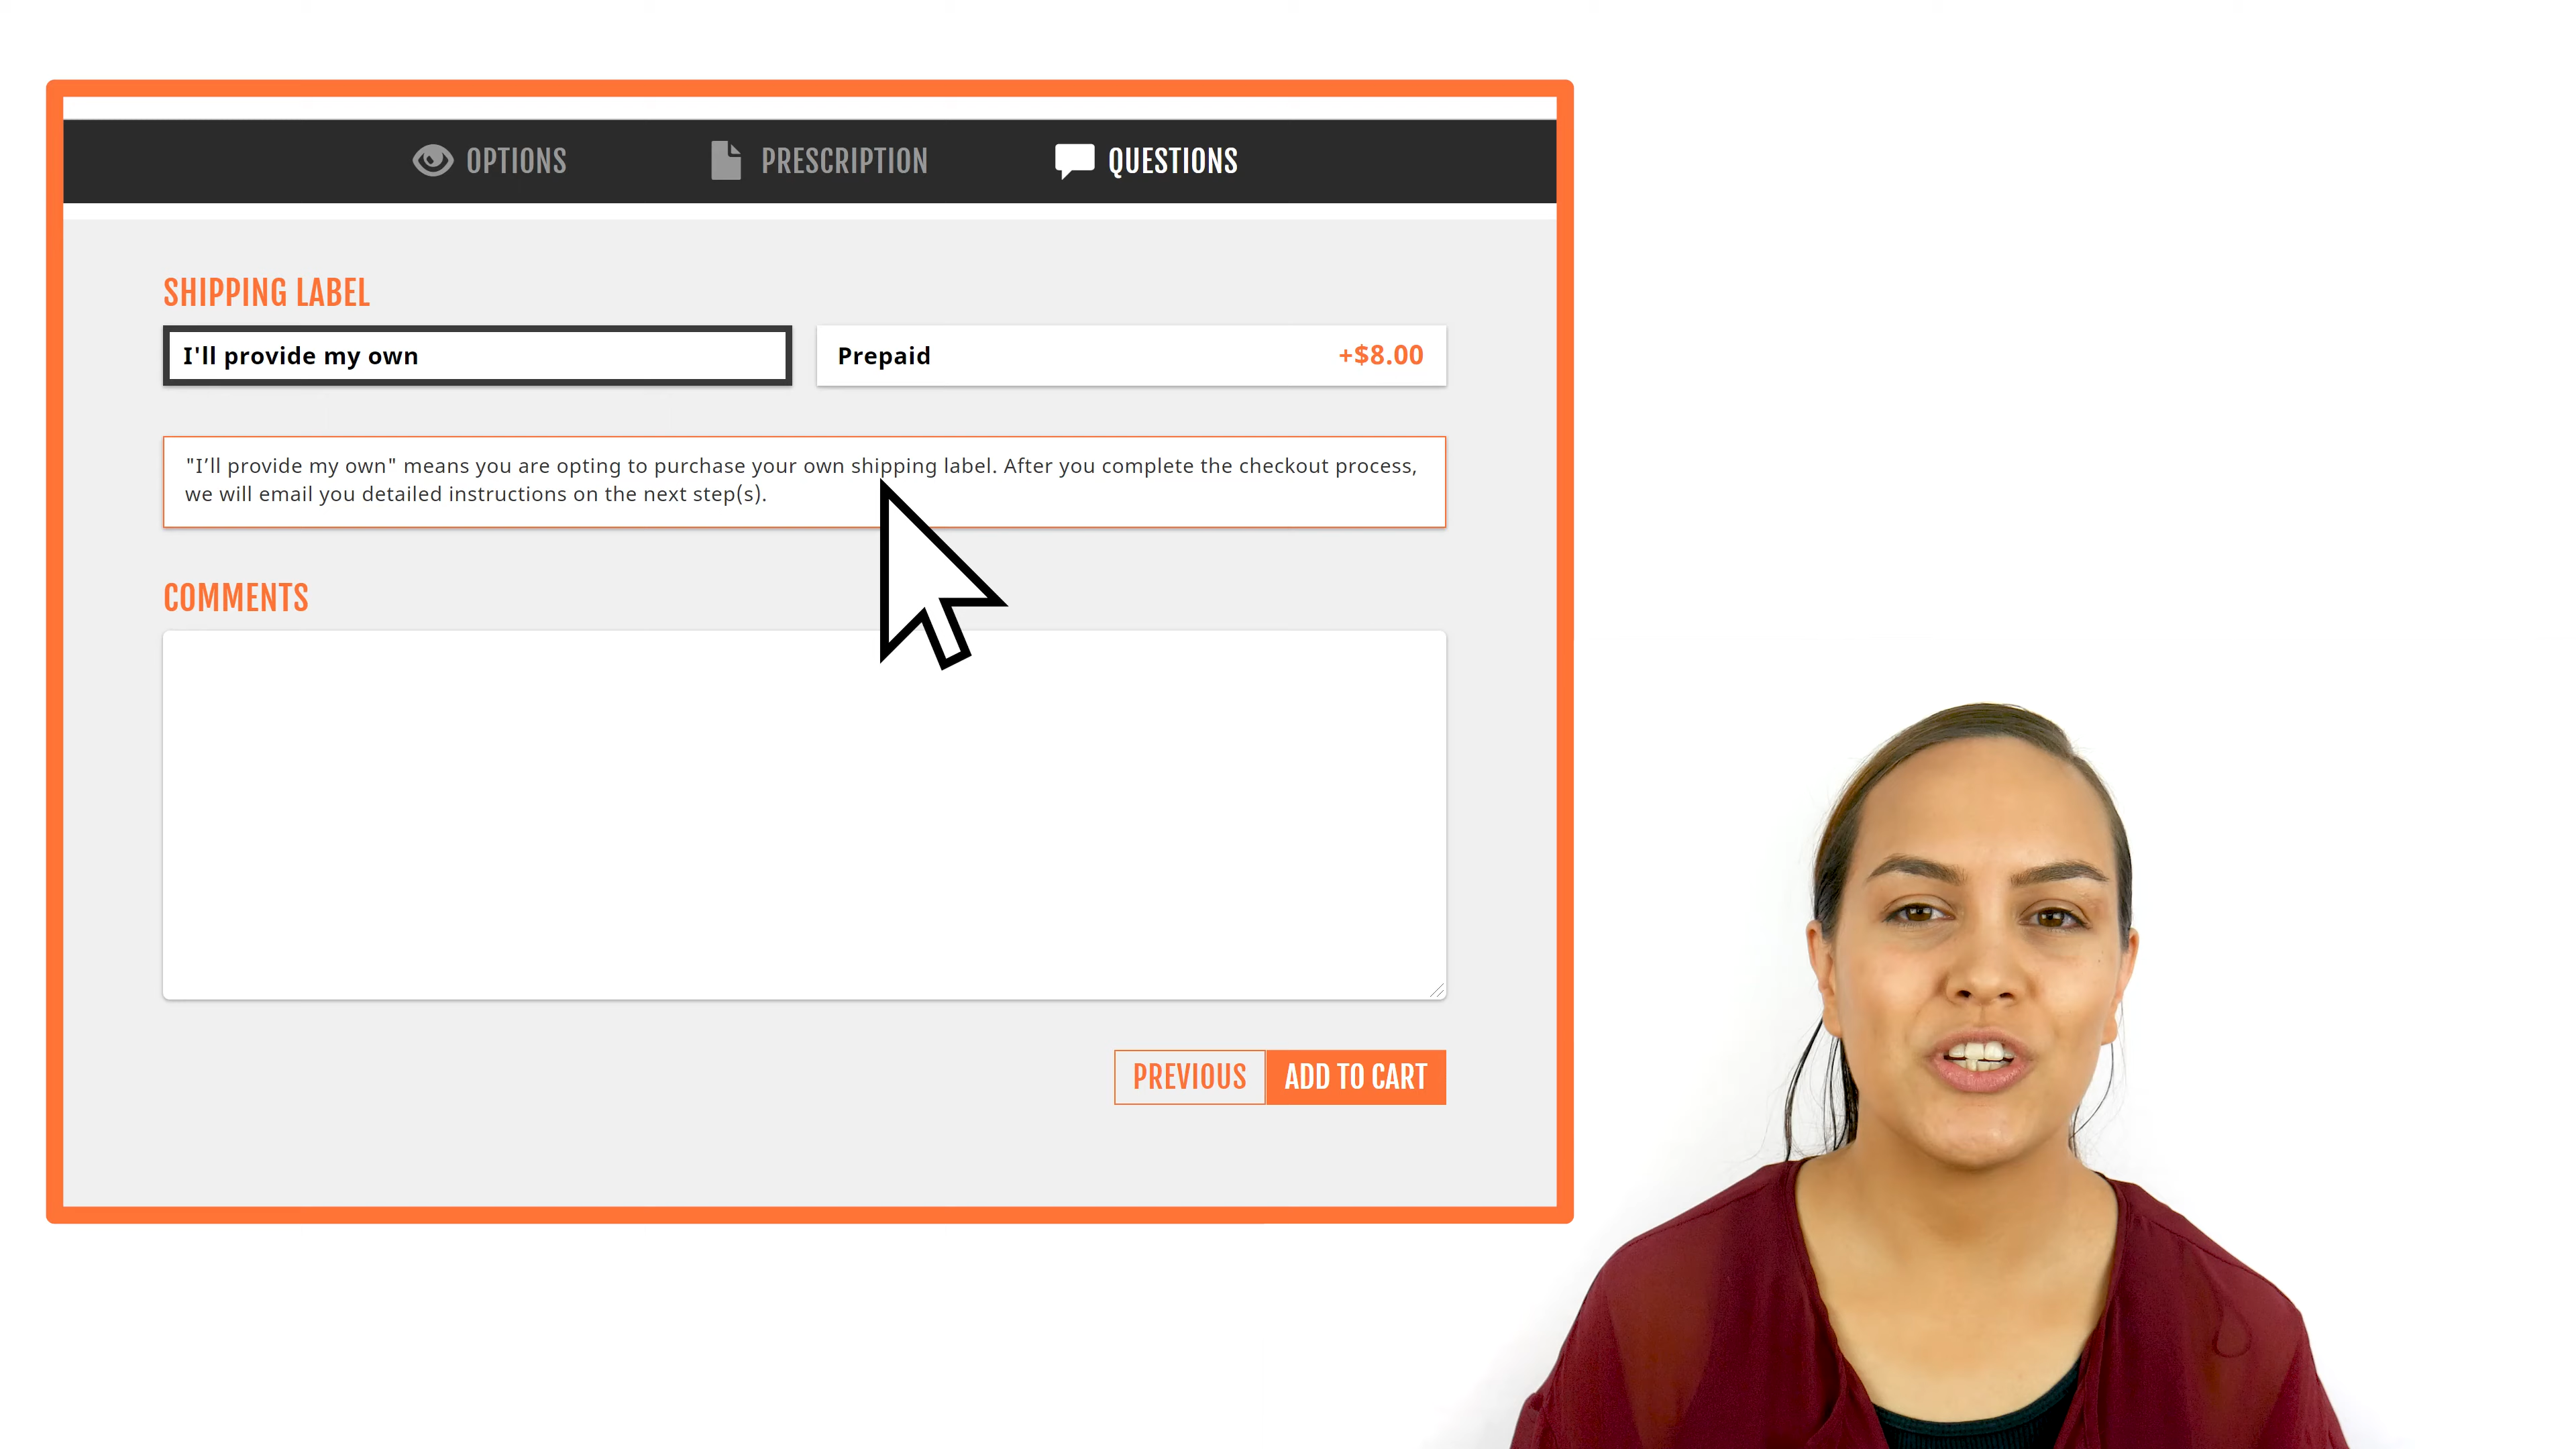 OPTIONS PRESCRIPTION QUESTIONS
SHIPPING LABEL
I'll provide my own
Prepaid +$8.00
"I’ll provide my own" means you are opting to purchase your own shipping label. After you complete the checkout process,
we will email you detailed instructions on the next step(s).
COMMENTS
PREVIOUS ADD TO CART